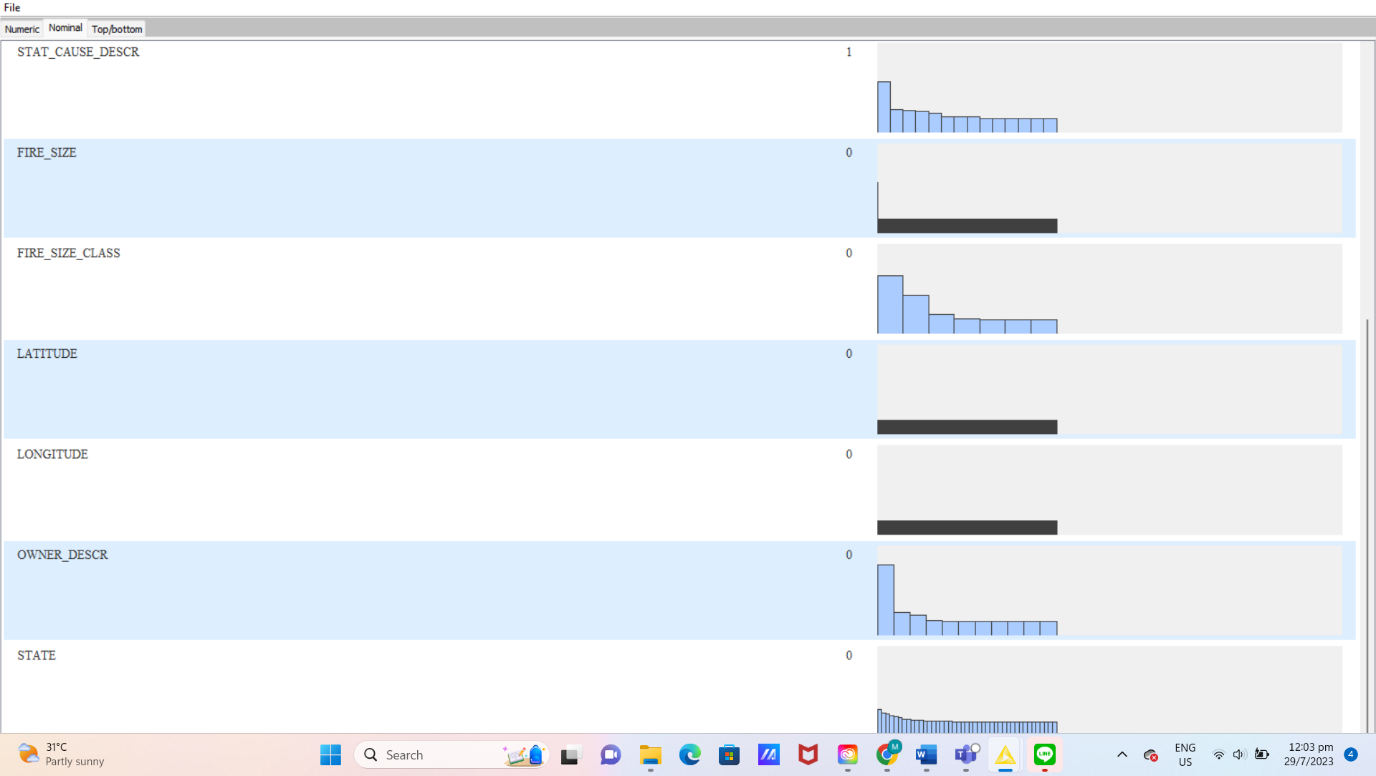 File
Numeric Nominal Top/bottom
STAT_CAUSE_DESCR 1
FIRE_SIZE 0
FIRE_SIZE_CLASS 0
LATITUDE 0
LONGITUDE 0
OWNER_DESCR 0
STATE 0
31°C
Partly sunny
Search
M
W
T
LINE
ENG
US
12:03 pm
29/7/2023
4